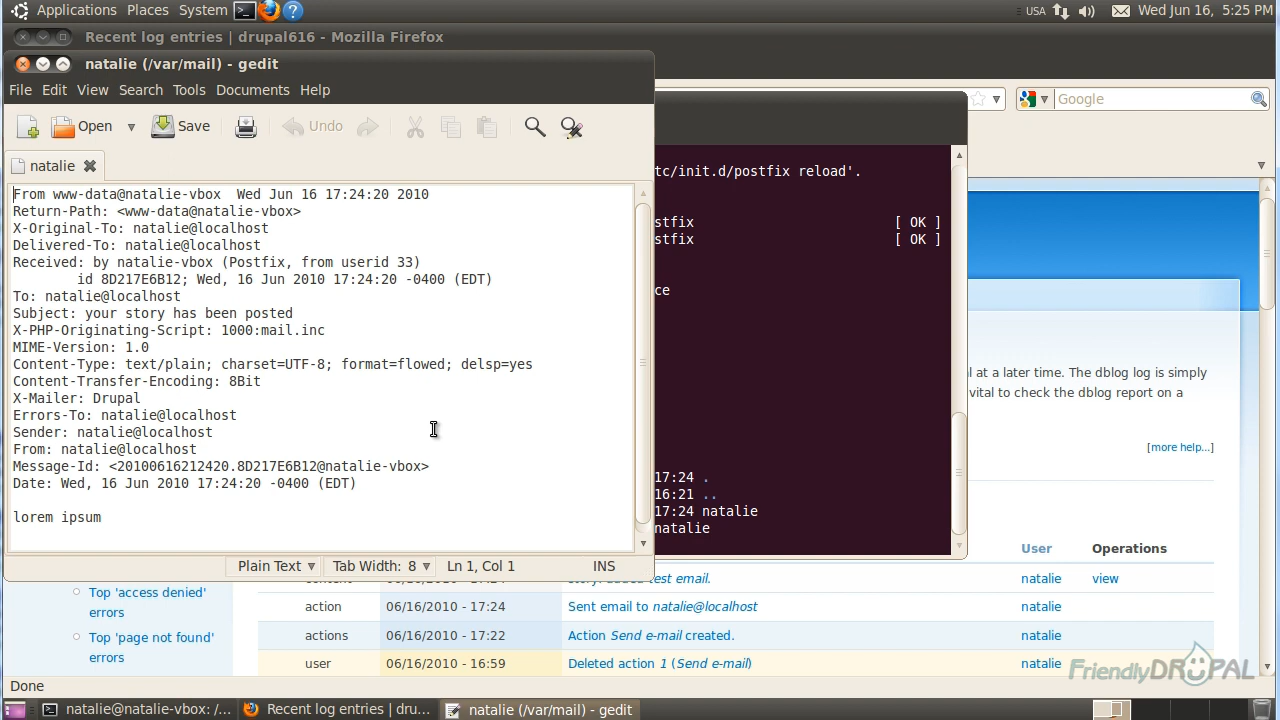 Applications Places System USA Wed Jun 16, 5:25 PM
Recent log entries | drupal616 - Mozilla Firefox
natalie (/var/mail) - gedit
File Edit View Search Tools Documents Help
Google
Open Save Undo
natalie
From www-data@natalie-vbox  Wed Jun 16 17:24:20 2010
Return-Path: <www-data@natalie-vbox>
X-Original-To: natalie@localhost
Delivered-To: natalie@localhost
Received: by natalie-vbox (Postfix, from userid 33)
id 8D217E6B12; Wed, 16 Jun 2010 17:24:20 -0400 (EDT)
To: natalie@localhost
Subject: your story has been posted
X-PHP-Originating-Script: 1000:mail.inc
MIME-Version: 1.0
Content-Type: text/plain; charset=UTF-8; format=flowed; delsp=yes
Content-Transfer-Encoding: 8Bit
X-Mailer: Drupal
Errors-To: natalie@localhost
Sender: natalie@localhost
From: natalie@localhost
Message-Id: <20100616212420.8D217E6B12@natalie-vbox>
Date: Wed, 16 Jun 2010 17:24:20 -0400 (EDT)
lorem ipsum
Plain Text Tab Width: 8 Ln 1, Col 1 INS
tc/init.d/postfix reload'.
stfix [ OK ]
stfix [ OK ]
ce
17:24 .
16:21 ..
17:24 natalie
natalie
l at a later time. The dblog log is simply
vital to check the dblog report on a
[more help...]
User Operations
test email. natalie view
Top 'access denied'
errors
Top 'page not found'
errors
action 06/16/2010 - 17:24 Sent email to natalie@localhost natalie
actions 06/16/2010 - 17:22 Action Send e-mail created. natalie
user 06/16/2010 - 16:59 Deleted action 1 (Send e-mail) natalie
FriendlyDRUPAL
Done
natalie@natalie-vbox: /... Recent log entries | dru... natalie (/var/mail) - gedit